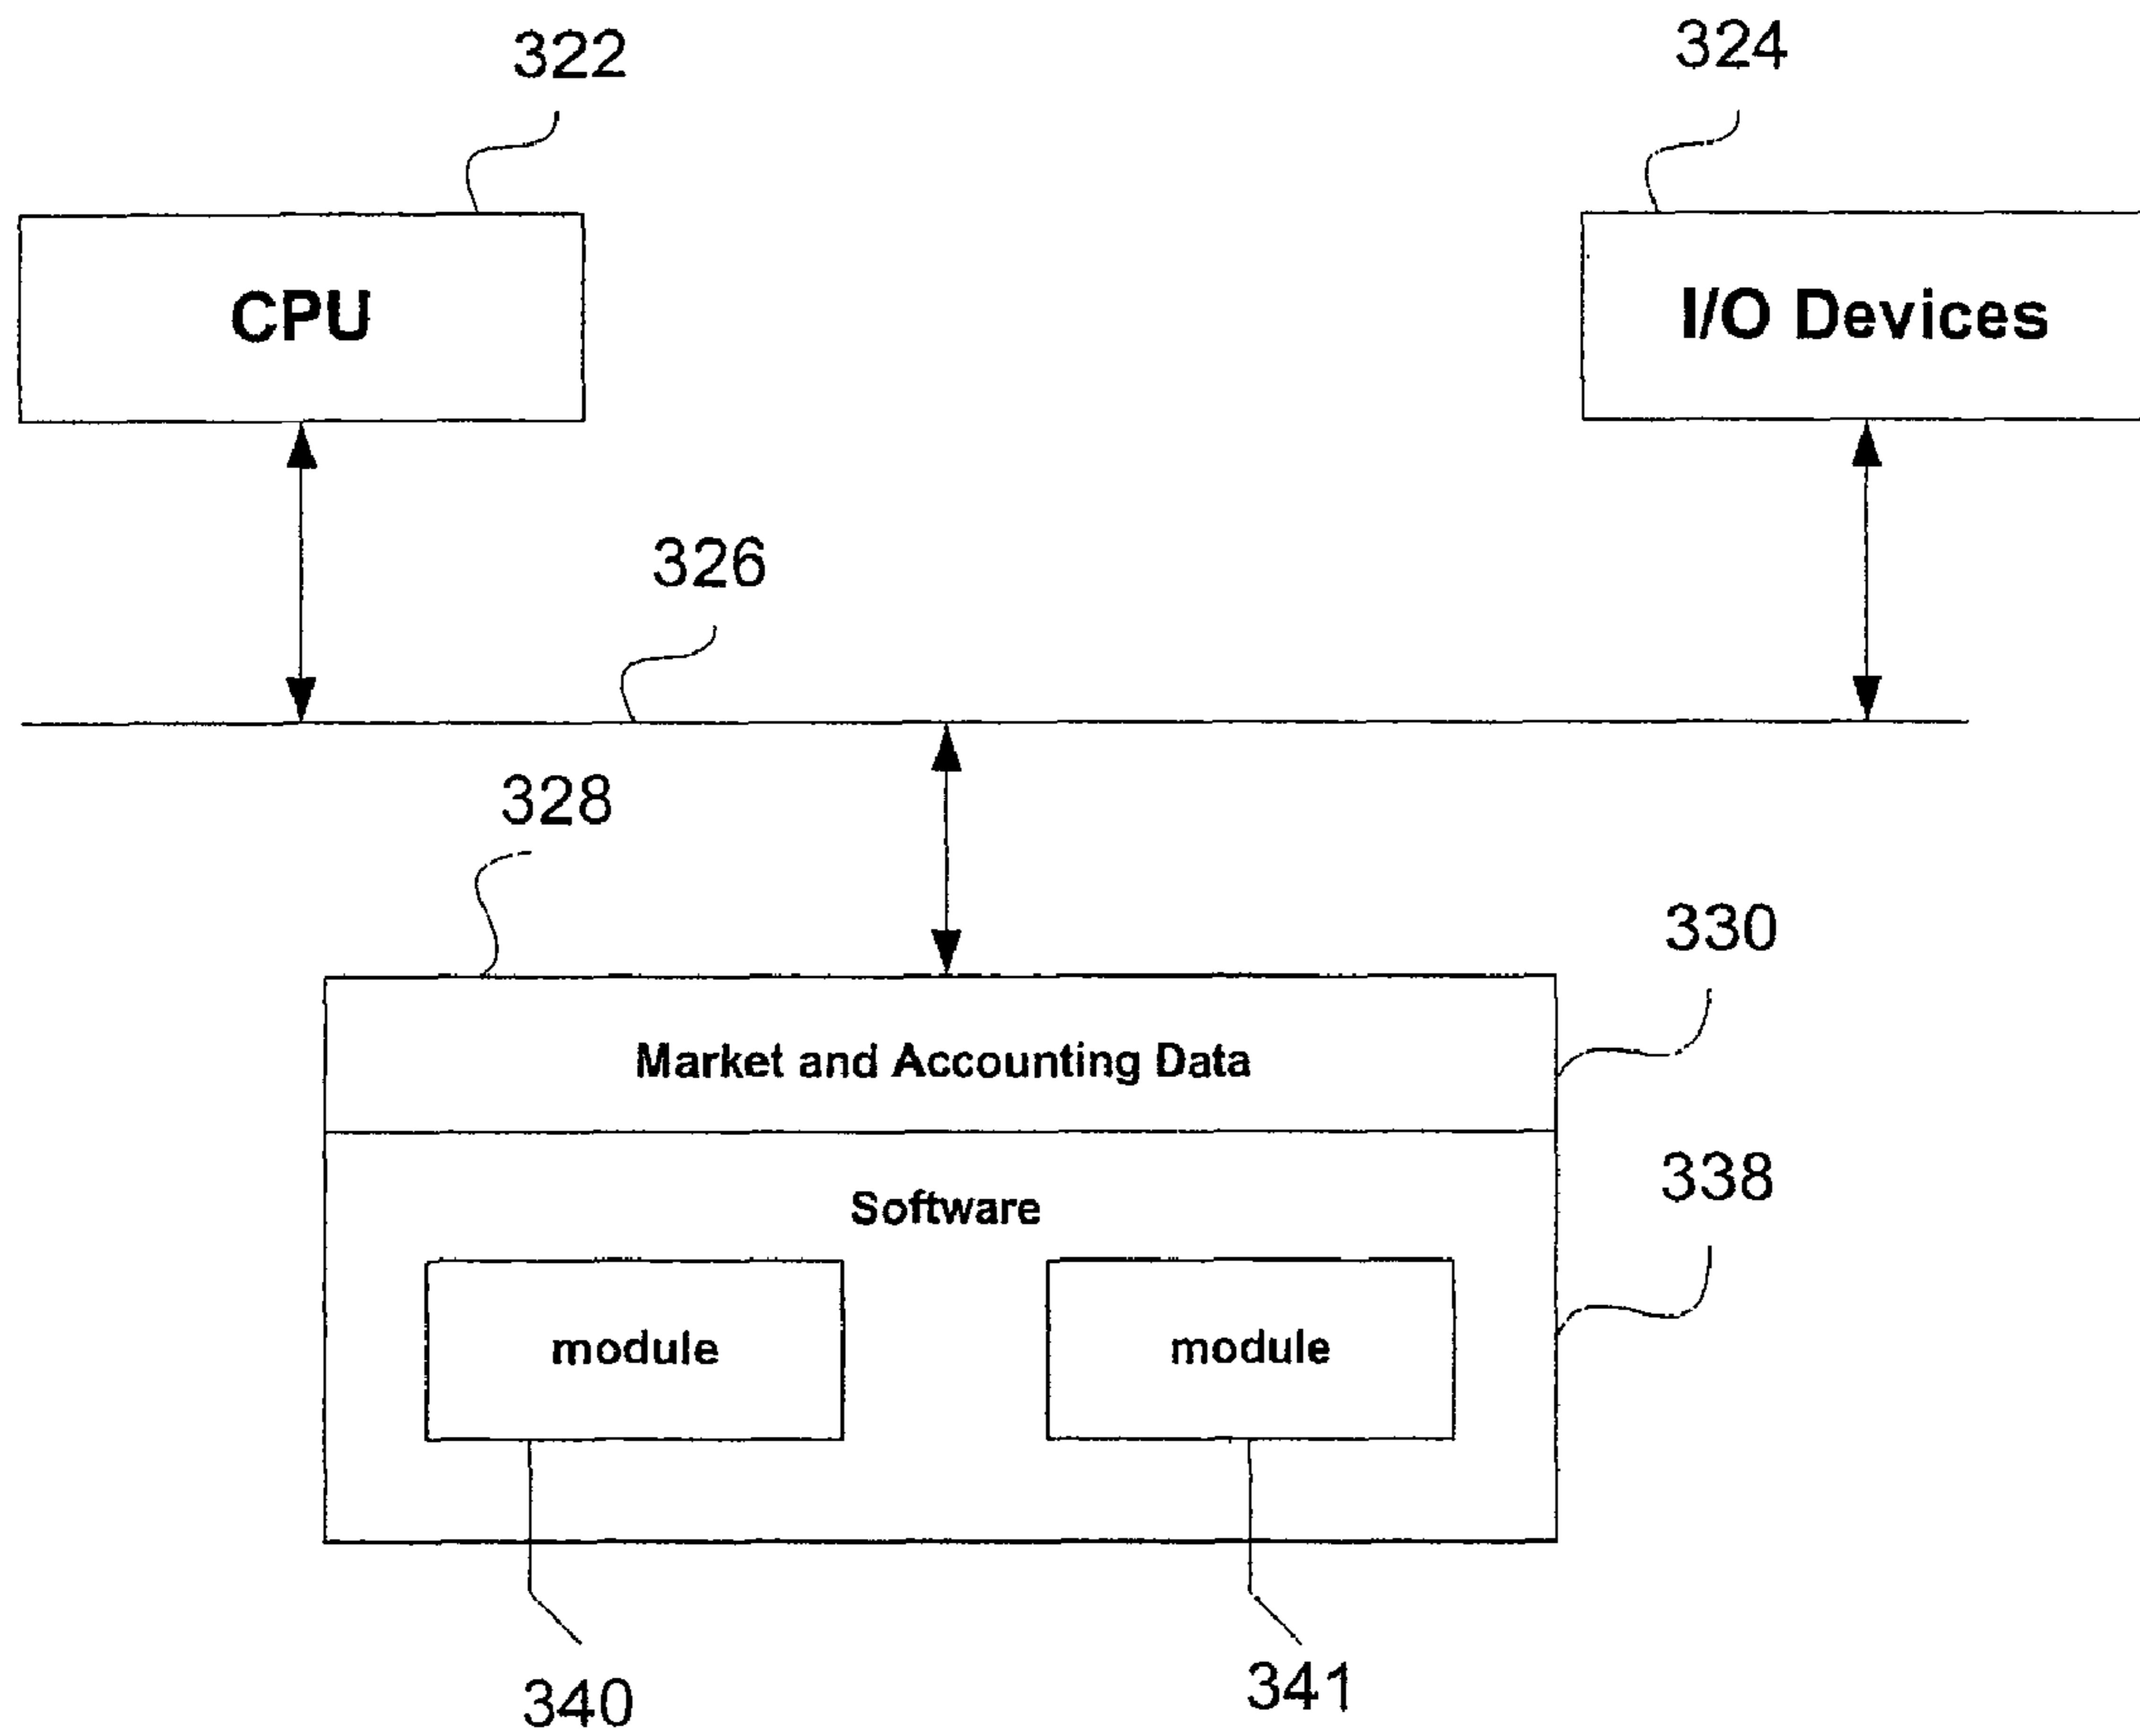 322
324
CPU
I/O Devices
326
328
330
Market and Accounting Data
338
Software
module
module
340
341